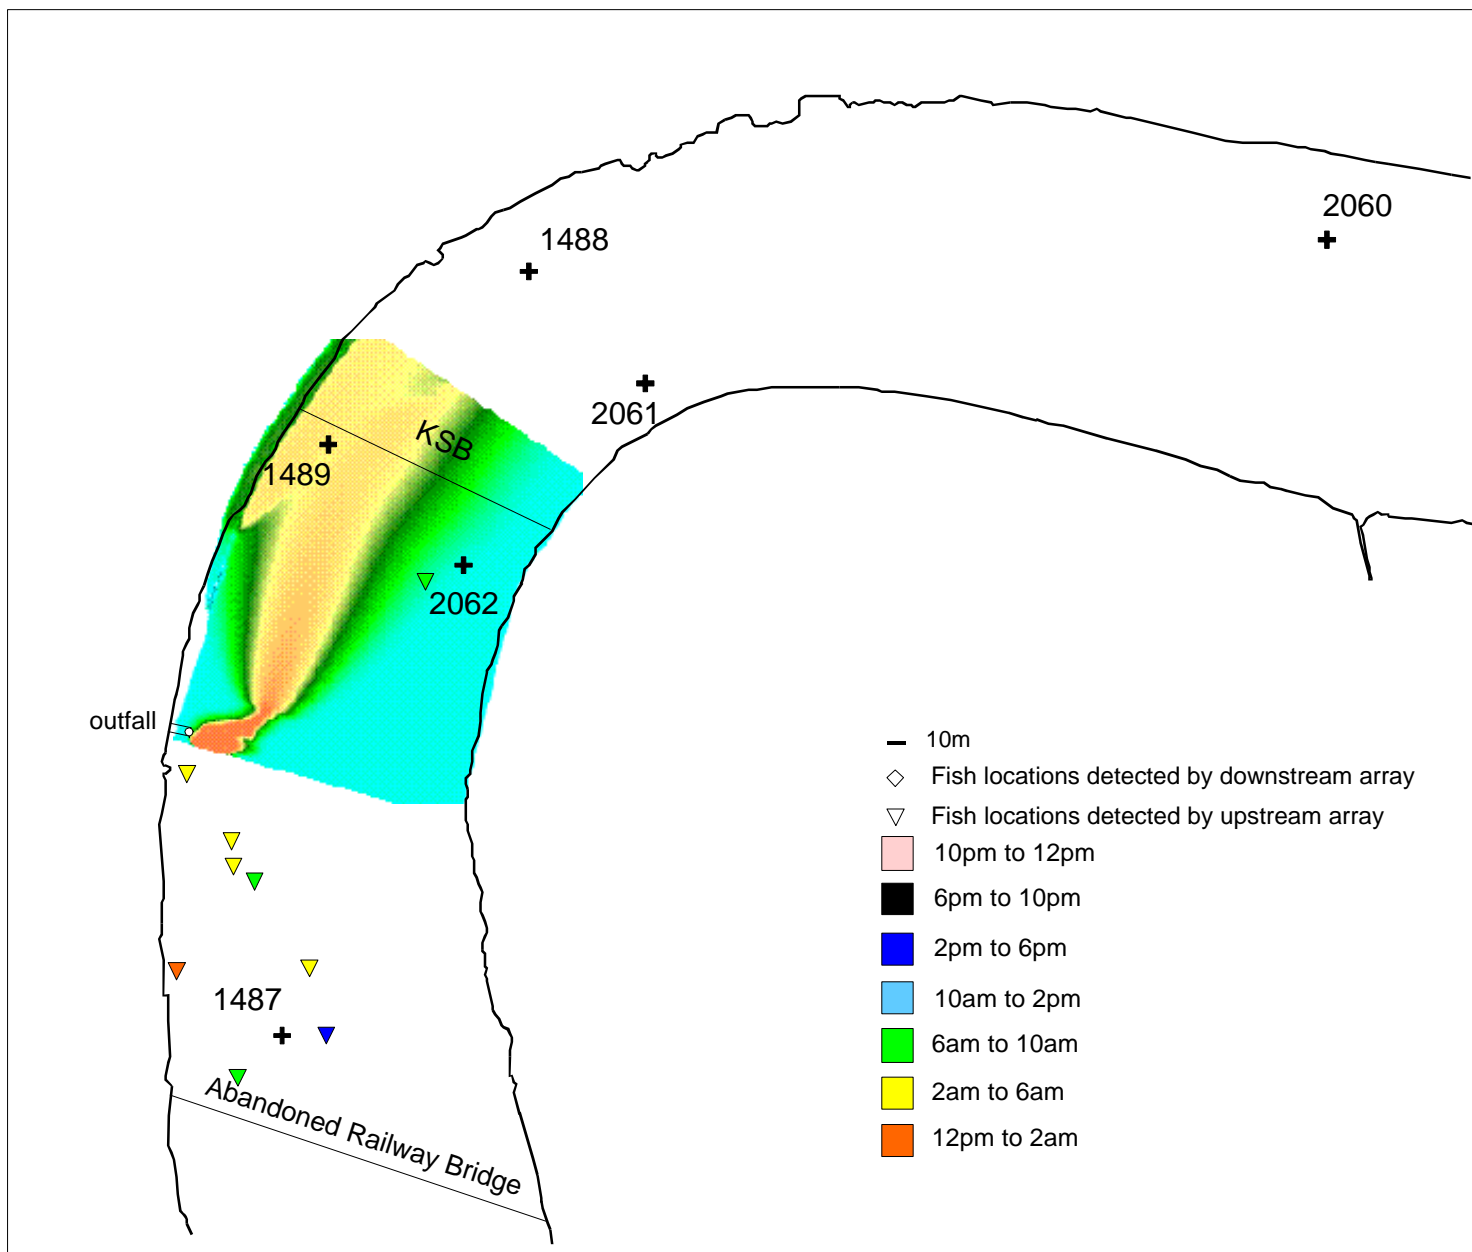 2060
1488
2061
KSB
1489
2062
outfall
10m
Fish locations detected by downstream array
Fish locations detected by upstream array
10pm to 12pm
6pm to 10pm
2pm to 6pm
10am to 2pm
6am to 10am
2am to 6am
12pm to 2am
1487
Abandoned Railway Bridge